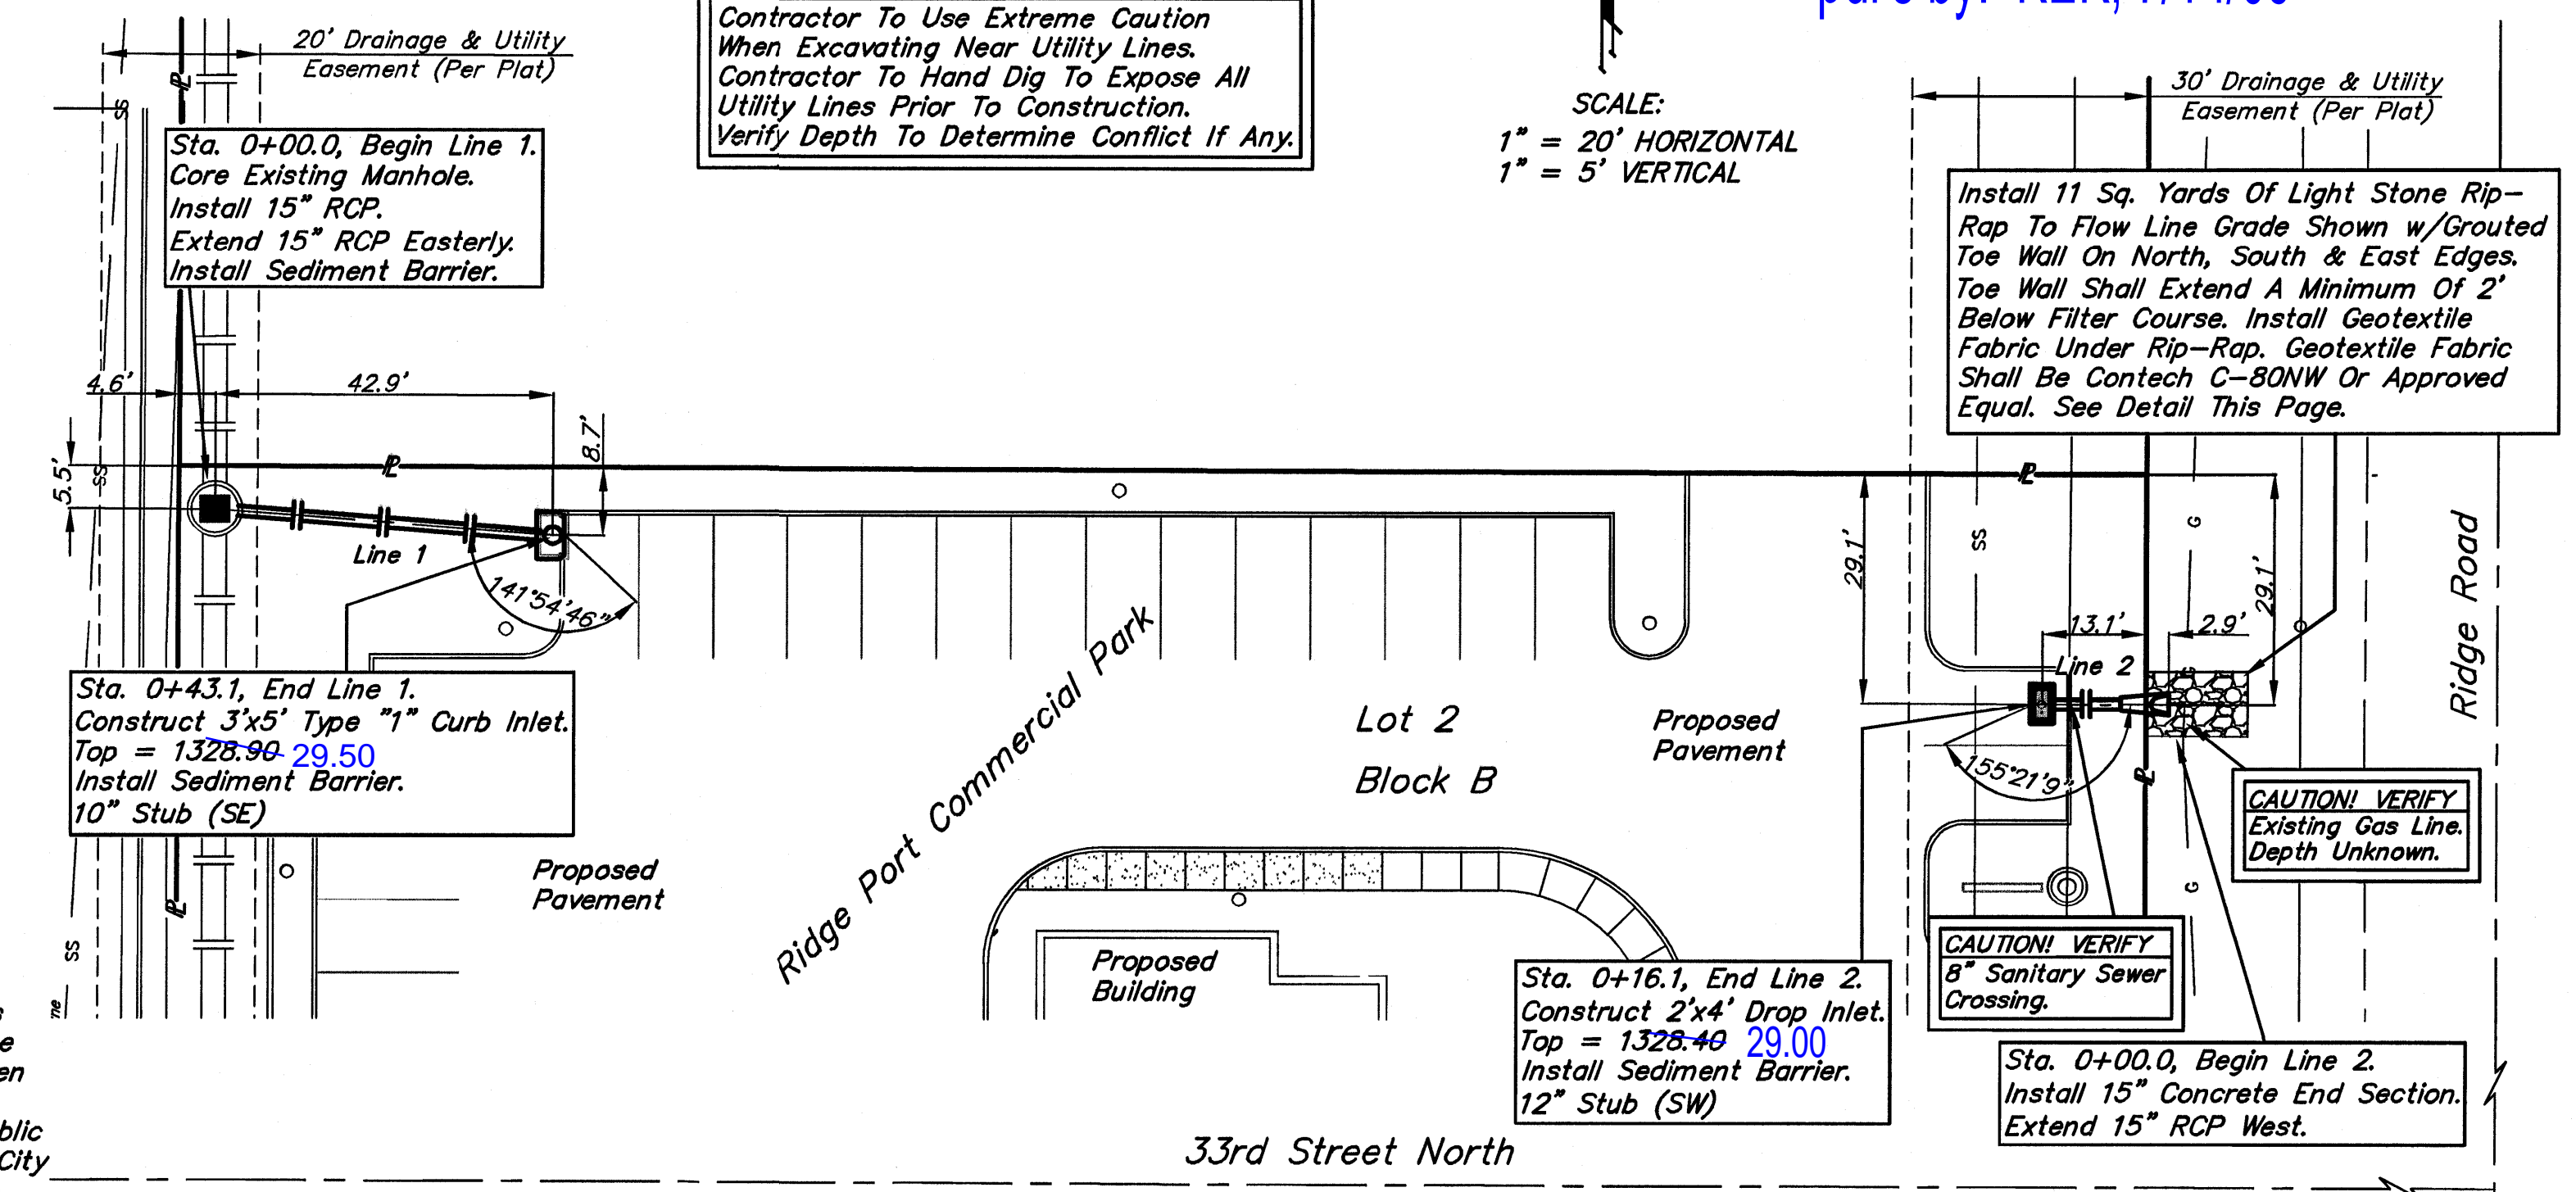 20' Drainage & Utility
Easement (Per Plat)
Contractor To Use Extreme Caution
When Excavating Near Utility Lines.
Contractor To Hand Dig To Expose All
Utility Lines Prior To Construction.
Verify Depth To Determine Conflict If Any.
SCALE:
1" = 20' HORIZONTAL
1" = 5' VERTICAL
30' Drainage & Utility
Easement (Per Plat)
Sta. 0+00.0, Begin Line 1.
Core Existing Manhole.
Install 15" RCP.
Extend 15" RCP Easterly.
Install Sediment Barrier.
Install 11 Sq. Yards Of Light Stone Rip-
Rap To Flow Line Grade Shown w/Grouted
Toe Wall On North, South & East Edges.
Toe Wall Shall Extend A Minimum Of 2'
Below Filter Course. Install Geotextile
Fabric Under Rip-Rap. Geotextile Fabric
Shall Be Contech C-80NW Or Approved
Equal. See Detail This Page.
SS
4.6'
42.9'
8.7'
5.5'
SS
PL
PL
PL
Line 1
141°54'46"
29.1'
SS
G
29.1'
13.1'
2.9'
Line 2
155°21'9"
PL
Ridge Road
Sta. 0+43.1, End Line 1.
Construct 3'x5' Type "1" Curb Inlet.
Top = 1328.90 29.50
Install Sediment Barrier.
10" Stub (SE)
Ridge Port Commercial Park
Lot 2
Block B
Proposed
Pavement
CAUTION! VERIFY
Existing Gas Line.
Depth Unknown.
Proposed
Pavement
PL
SS
G
Proposed
Building
CAUTION! VERIFY
8" Sanitary Sewer
Crossing.
Sta. 0+16.1, End Line 2.
Construct 2'x4' Drop Inlet.
Top = 1328.40 29.00
Install Sediment Barrier.
12" Stub (SW)
Sta. 0+00.0, Begin Line 2.
Install 15" Concrete End Section.
Extend 15" RCP West.
33rd Street North
City